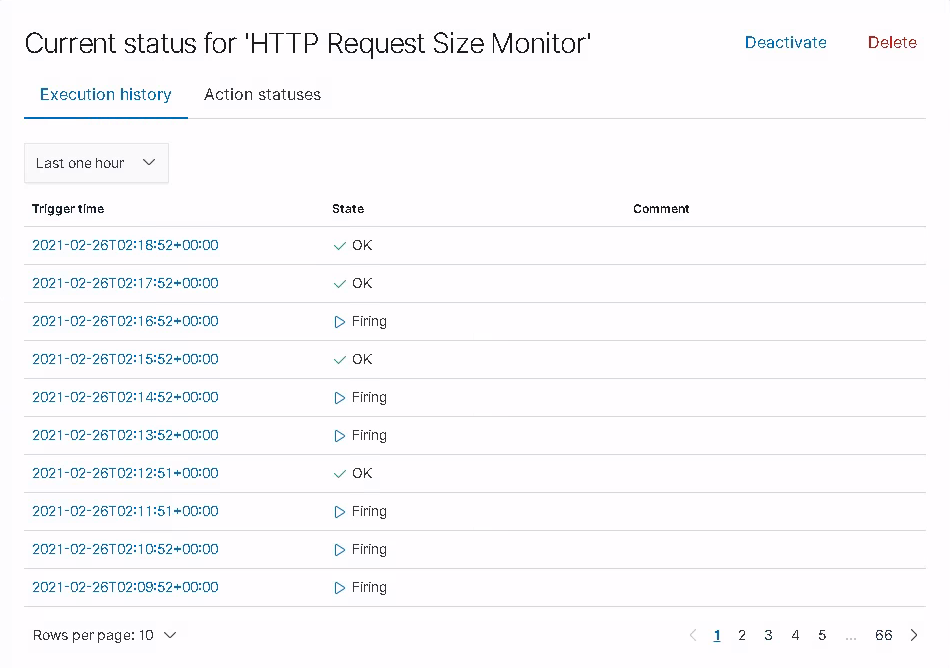 Current status for 'HTTP Request Size Monitor' Deactivate Delete
Execution history Action statuses
Last one hour
Trigger time State Comment
2021-02-26T02:18:52+00:00 OK
2021-02-26T02:17:52+00:00 OK
2021-02-26T02:16:52+00:00 Firing
2021-02-26T02:15:52+00:00 OK
2021-02-26T02:14:52+00:00 Firing
2021-02-26T02:13:52+00:00 Firing
2021-02-26T02:12:51+00:00 OK
2021-02-26T02:11:51+00:00 Firing
2021-02-26T02:10:52+00:00 Firing
2021-02-26T02:09:52+00:00 Firing
Rows per page: 10 1 2 3 4 5 ... 66